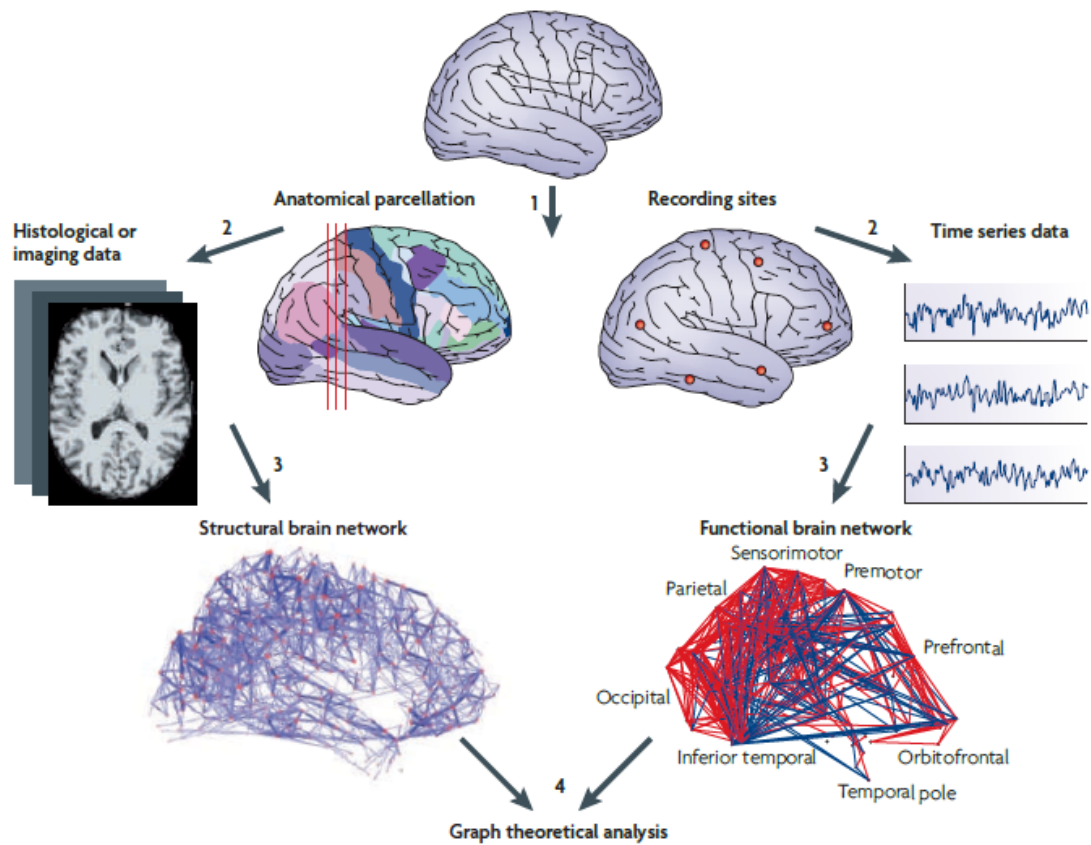 Anatomical parcellation
1
Recording sites
2
2
Histological or
imaging data
Time series data
3
3
Structural brain network
Functional brain network
Sensorimotor
Premotor
Parietal
Prefrontal
Occipital
Inferior temporal
Orbitofrontal
Temporal pole
4
Graph theoretical analysis